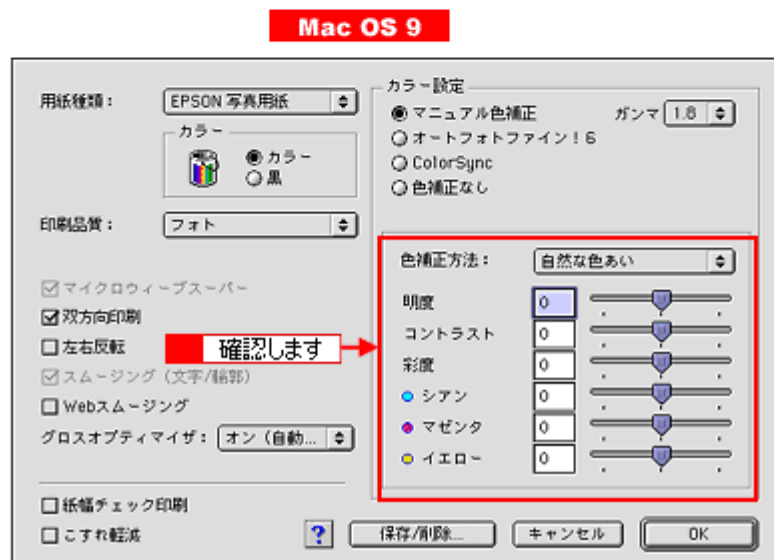 Mac OS 9
用紙種類：
EPSON 写真用紙
カラー
カラー
黒
印刷品質：
フォト
マイクロウィーブスーパー
双方向印刷
左右反転
確認します
スムージング（文字/輪郭）
Webスムージング
グロスオプティマイザ：
オン（自動...
紙幅チェック印刷
こすれ軽減
カラー設定
マニュアル色補正
ガンマ 1.8
オートフォトファイン！6
ColorSync
色補正なし
色補正方法：
自然な色あい
明度 0
コントラスト 0
彩度 0
シアン 0
マゼンタ 0
イエロー 0
?
保存/削除...
キャンセル
OK